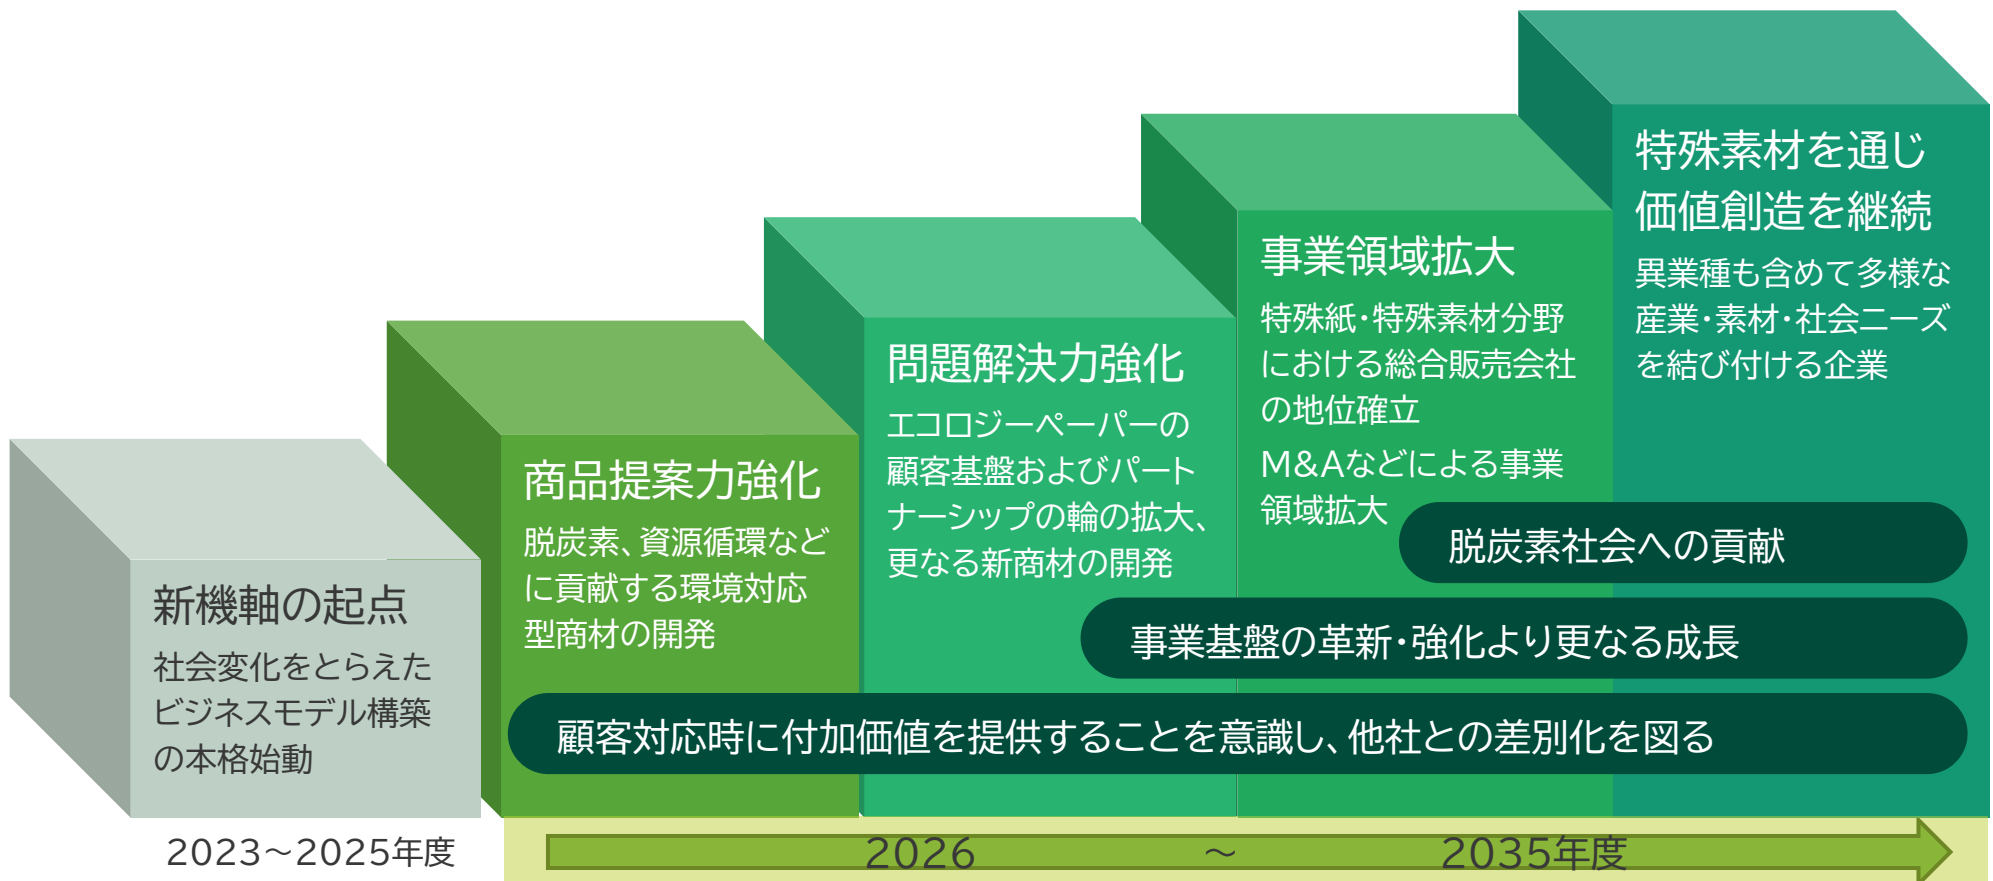 新機軸の起点
社会変化をとらえた
ビジネスモデル構築
の本格始動
商品提案力強化
脱炭素、資源循環など
に貢献する環境対応
型商材の開発
問題解決力強化
エコロジーペーパーの
顧客基盤およびパート
ナーシップの輪の拡大、
更なる新商材の開発
事業領域拡大
特殊紙・特殊素材分野
における総合販売会社
の地位確立
M&Aなどによる事業
領域拡大
特殊素材を通じ
価値創造を継続
異業種も含めて多様な
産業・素材・社会ニーズ
を結び付ける企業
脱炭素社会への貢献
事業基盤の革新・強化より更なる成長
顧客対応時に付加価値を提供することを意識し、他社との差別化を図る
2023～2025年度
2026 ～ 2035年度